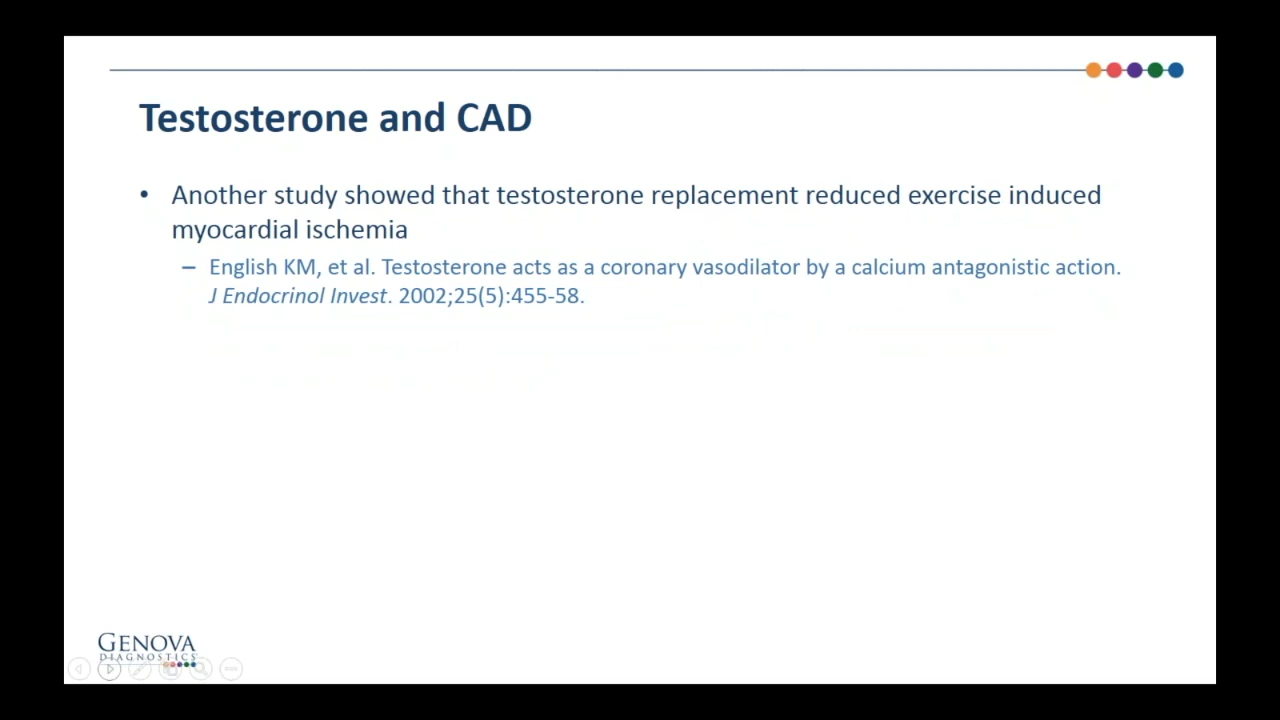 Testosterone and CAD
• Another study showed that testosterone replacement reduced exercise induced
myocardial ischemia
– English KM, et al. Testosterone acts as a coronary vasodilator by a calcium antagonistic action.
J Endocrinol Invest. 2002;25(5):455-58.
GENOVA
DIAGNOSTICS